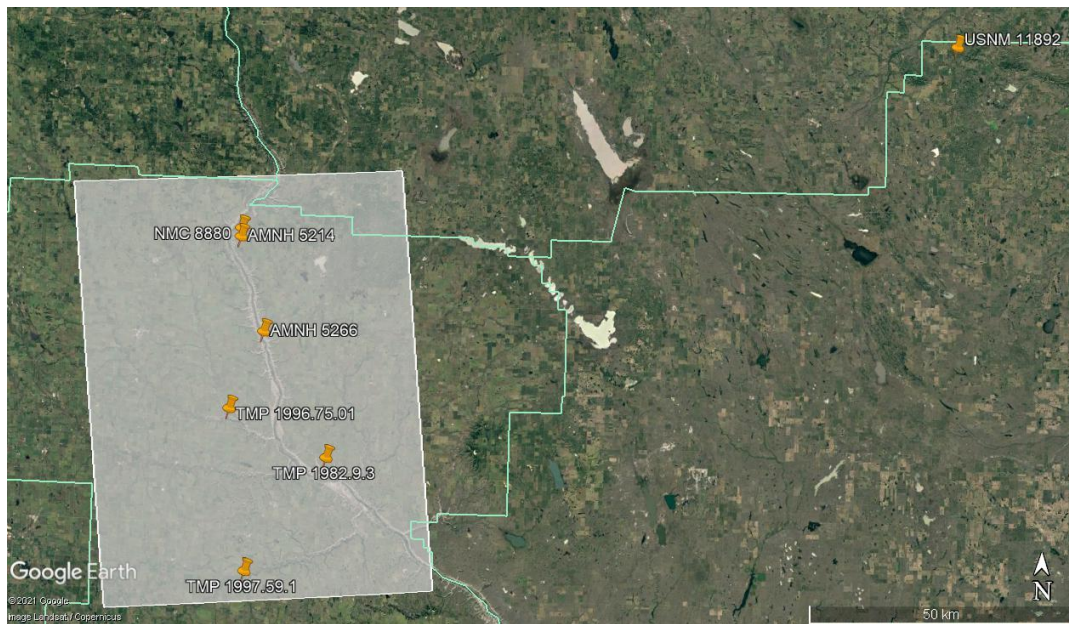 USNM 11892
NMC 8880
AMNH 5214
AMNH 5266
TMP 1996.75.01
TMP 1982.9.3
TMP 1997.59.1
Google Earth
©2021 Google
Image Landsat / Copernicus
N
50 km